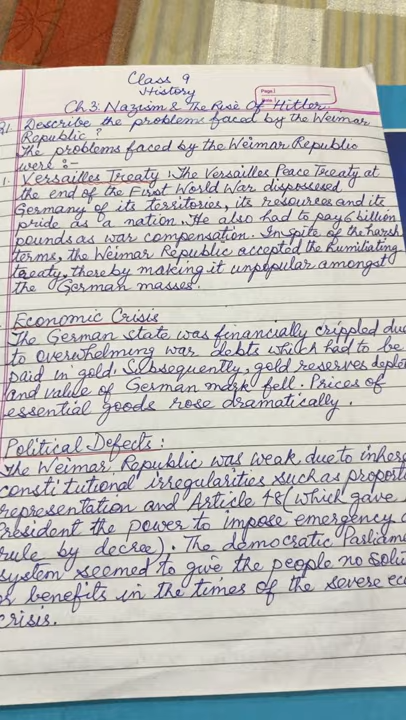 Class 9
History
Page
Ch 3: Nazism & The Rise Of Hitler
Q1. Describe the problems faced by the Weimar
Republic?
The problems faced by the Weimar Republic
were :-
1. Versailles Treaty : The Versailles Peace Treaty at
the end of the First World War dispossesed
Germany of its territories, its resources and its
pride as a nation. He also had to pay 6 billion
pounds as war compensation. Inspite of the harsh
terms, the Weimar Republic accepted the humiliating
treaty, thereby making it unpopular amongst
the German masses.
Economic Crisis
The German state was financially crippled due
to overwhelming war debts which had to be
paid in gold. Subsequently, gold reserves deple
and value of German mark fell. Prices of
essential goods rose dramatically.
Political Defects :
The Weimar Republic was weak due to inher
constitutional irregularities such as proporti
representation and Article 48 (which gave
President the power to impose emergency
rule by decree). The democratic Parliame
system seemed to give the people no solu
or benefits in the times of the severe eco
crisis.